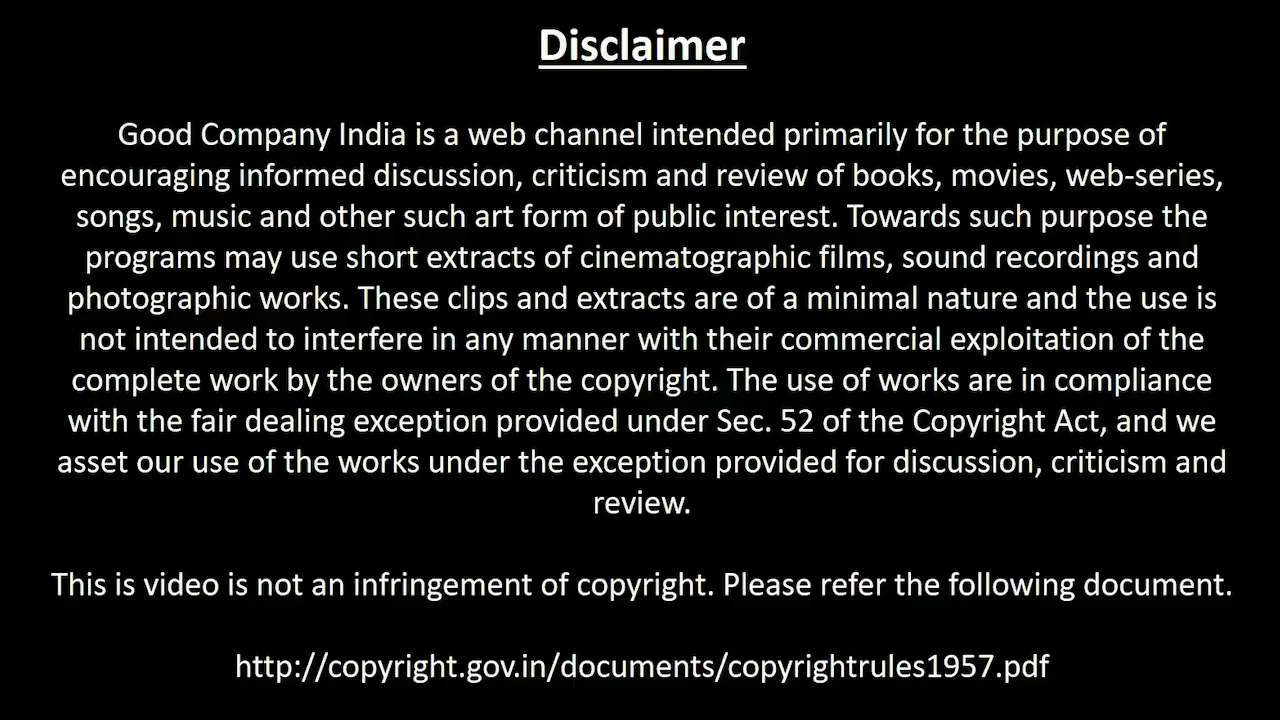 Disclaimer
Good Company India is a web channel intended primarily for the purpose of
encouraging informed discussion, criticism and review of books, movies, web-series,
songs, music and other such art form of public interest. Towards such purpose the
programs may use short extracts of cinematographic films, sound recordings and
photographic works. These clips and extracts are of a minimal nature and the use is
not intended to interfere in any manner with their commercial exploitation of the
complete work by the owners of the copyright. The use of works are in compliance
with the fair dealing exception provided under Sec. 52 of the Copyright Act, and we
asset our use of the works under the exception provided for discussion, criticism and
review.
This is video is not an infringement of copyright. Please refer the following document.
http://copyright.gov.in/documents/copyrightrules1957.pdf